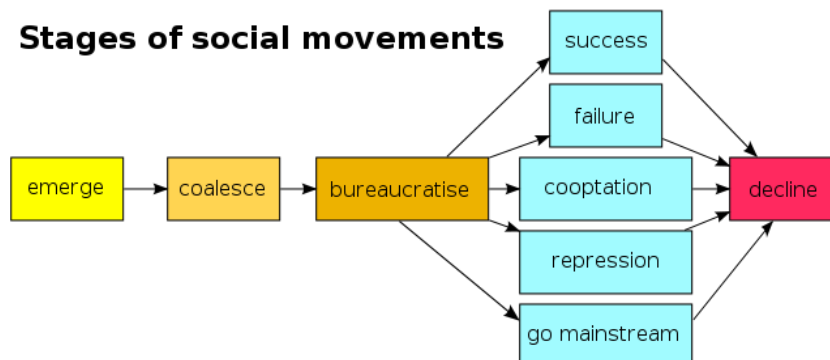 Stages of social movements
emerge
coalesce
bureaucratise
success
failure
cooptation
repression
go mainstream
decline